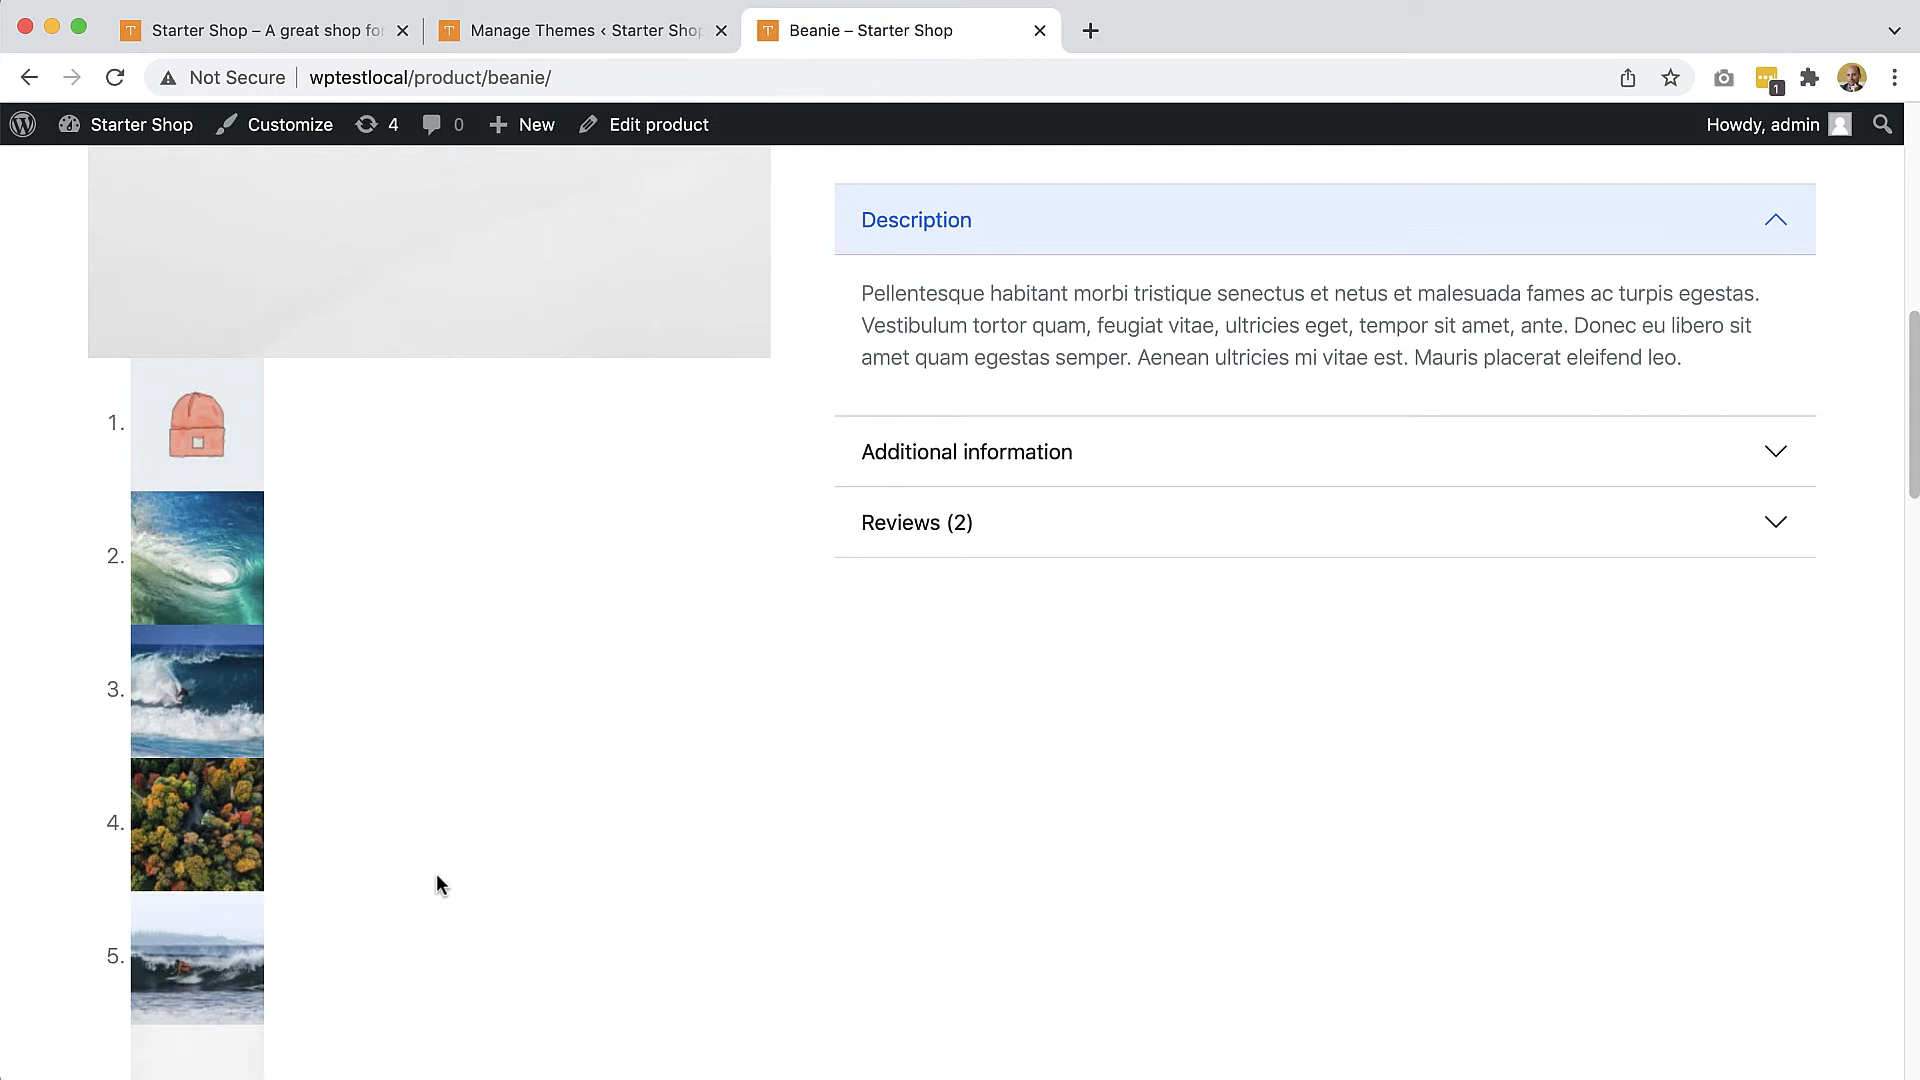 Starter Shop – A great shop for
Manage Themes ‹ Starter Shop
Beanie – Starter Shop
Not Secure
wptestlocal/product/beanie/
1
Starter Shop
Customize
4
0
New
Edit product
Howdy, admin
Description
Pellentesque habitant morbi tristique senectus et netus et malesuada fames ac turpis egestas.
Vestibulum tortor quam, feugiat vitae, ultricies eget, tempor sit amet, ante. Donec eu libero sit
amet quam egestas semper. Aenean ultricies mi vitae est. Mauris placerat eleifend leo.
Additional information
Reviews (2)
1.
2.
3.
4.
5.